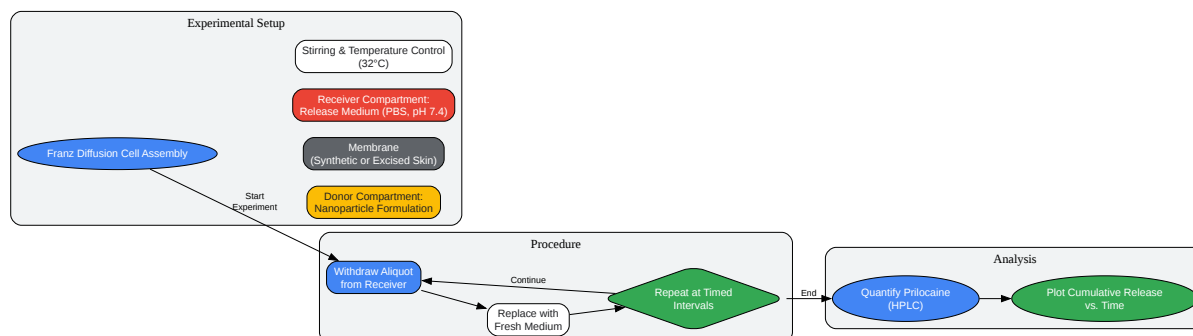 Experimental Setup
Stirring & Temperature Control
(32°C)
Receiver Compartment:
Release Medium (PBS, pH 7.4)
Franz Diffusion Cell Assembly
Membrane
(Synthetic or Excised Skin)
Donor Compartment:
Nanoparticle Formulation
Start
Experiment
Procedure
Withdraw Aliquot
from Receiver
Continue
Replace with
Fresh Medium
Repeat at Timed
Intervals
End
Analysis
Quantify Prilocaine
(HPLC)
Plot Cumulative Release
vs. Time